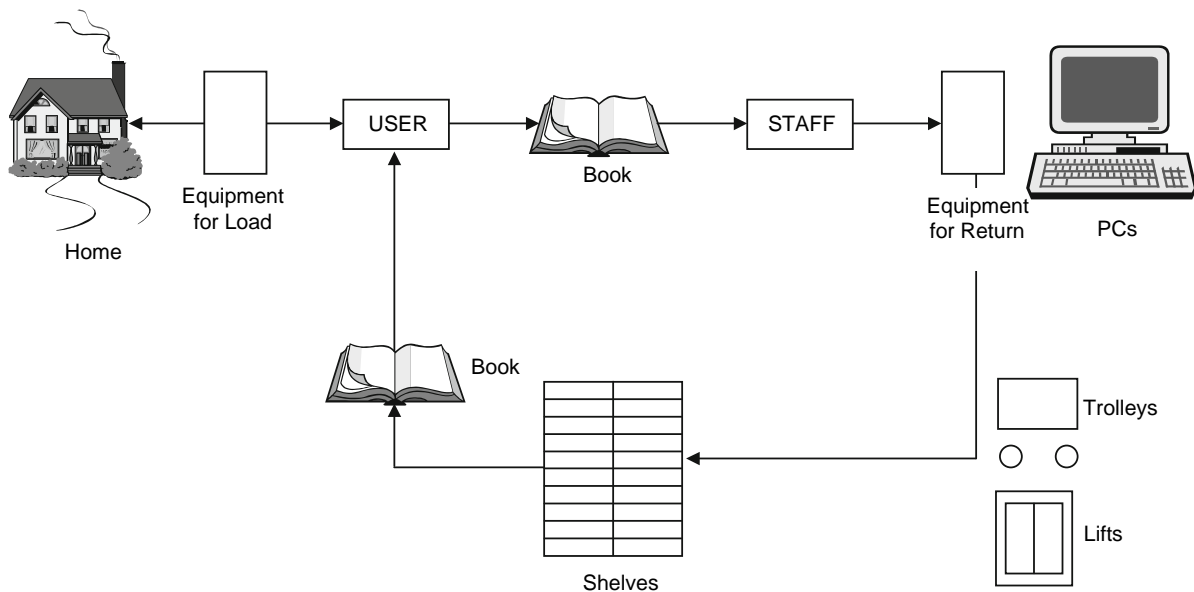 USER
STAFF
Book
Equipment
for Load
Equipment
for Return
PCs
Home
Book
Trolleys
Lifts
Shelves